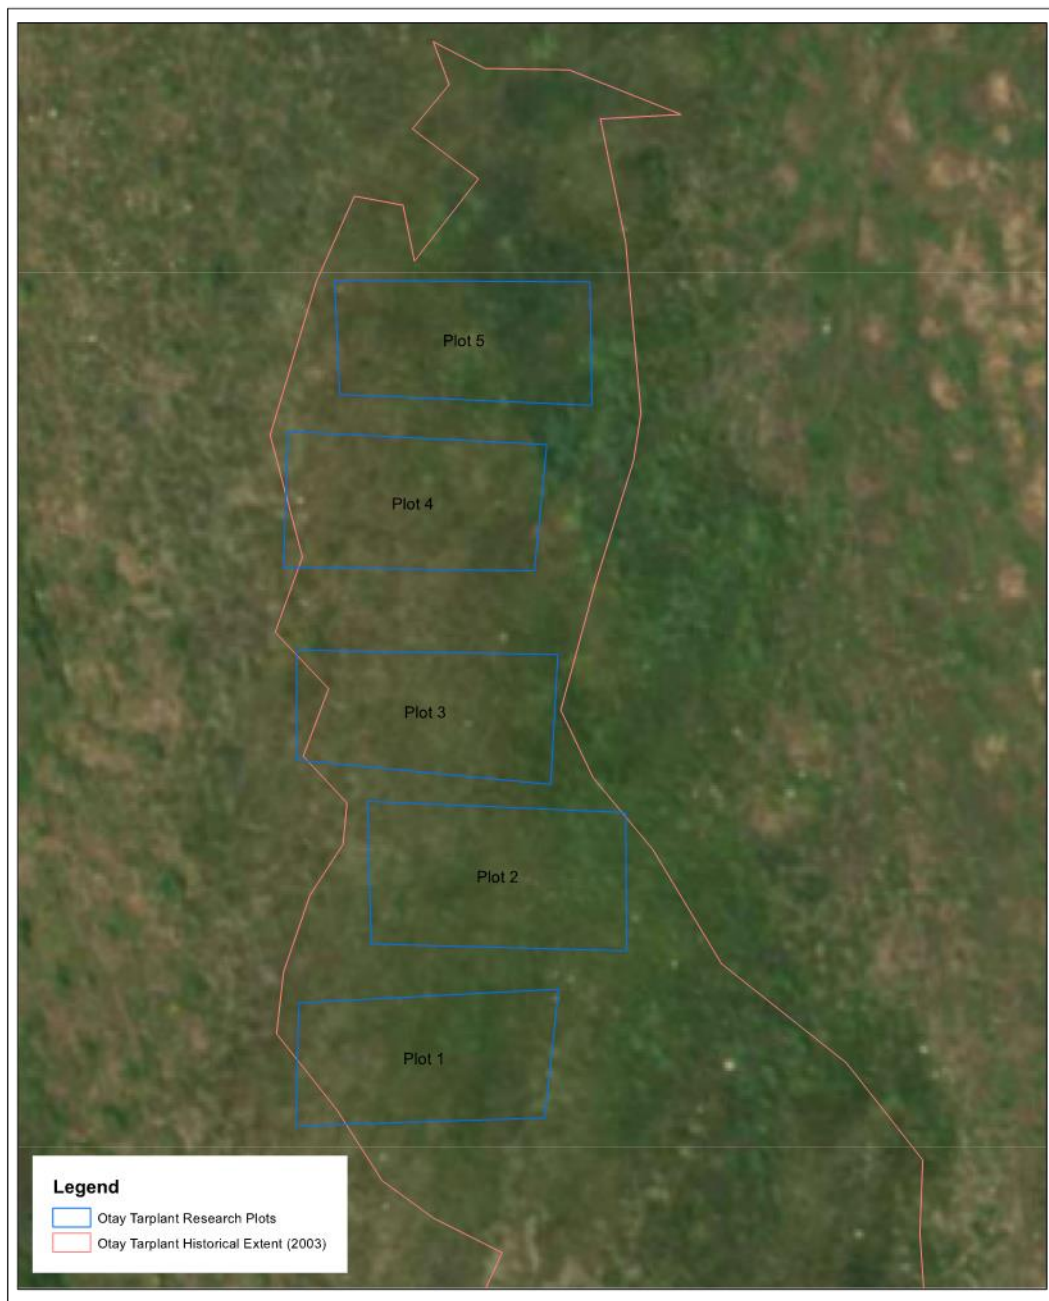 Plot 5
Plot 4
Plot 3
Plot 2
Plot 1
Legend
Otay Tarplant Research Plots
Otay Tarplant Historical Extent (2003)